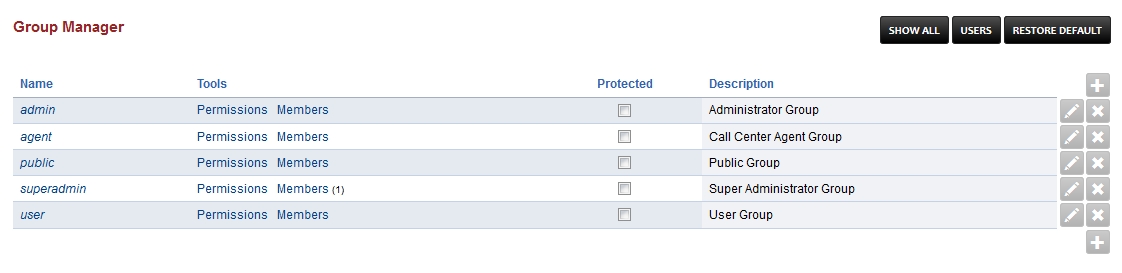 Group Manager
SHOW ALL USERS RESTORE DEFAULT
Name Tools Protected Description
admin Permissions Members Administrator Group
agent Permissions Members Call Center Agent Group
public Permissions Members Public Group
superadmin Permissions Members (1) Super Administrator Group
user Permissions Members User Group